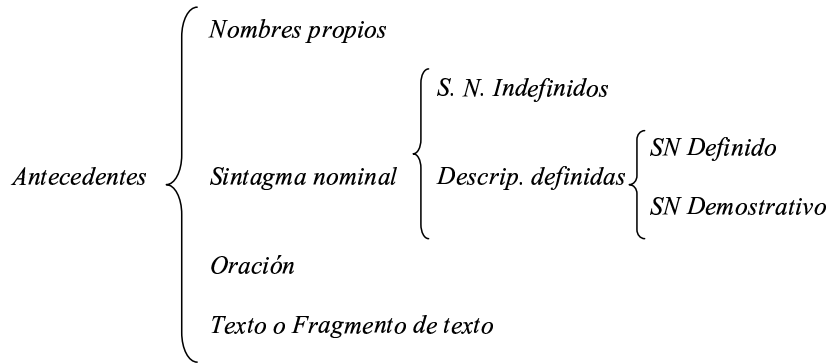 Nombres propios
S. N. Indefinidos
SN Definido
Antecedentes
Sintagma nominal
Descrip. definidas
SN Demostrativo
Oración
Texto o Fragmento de texto